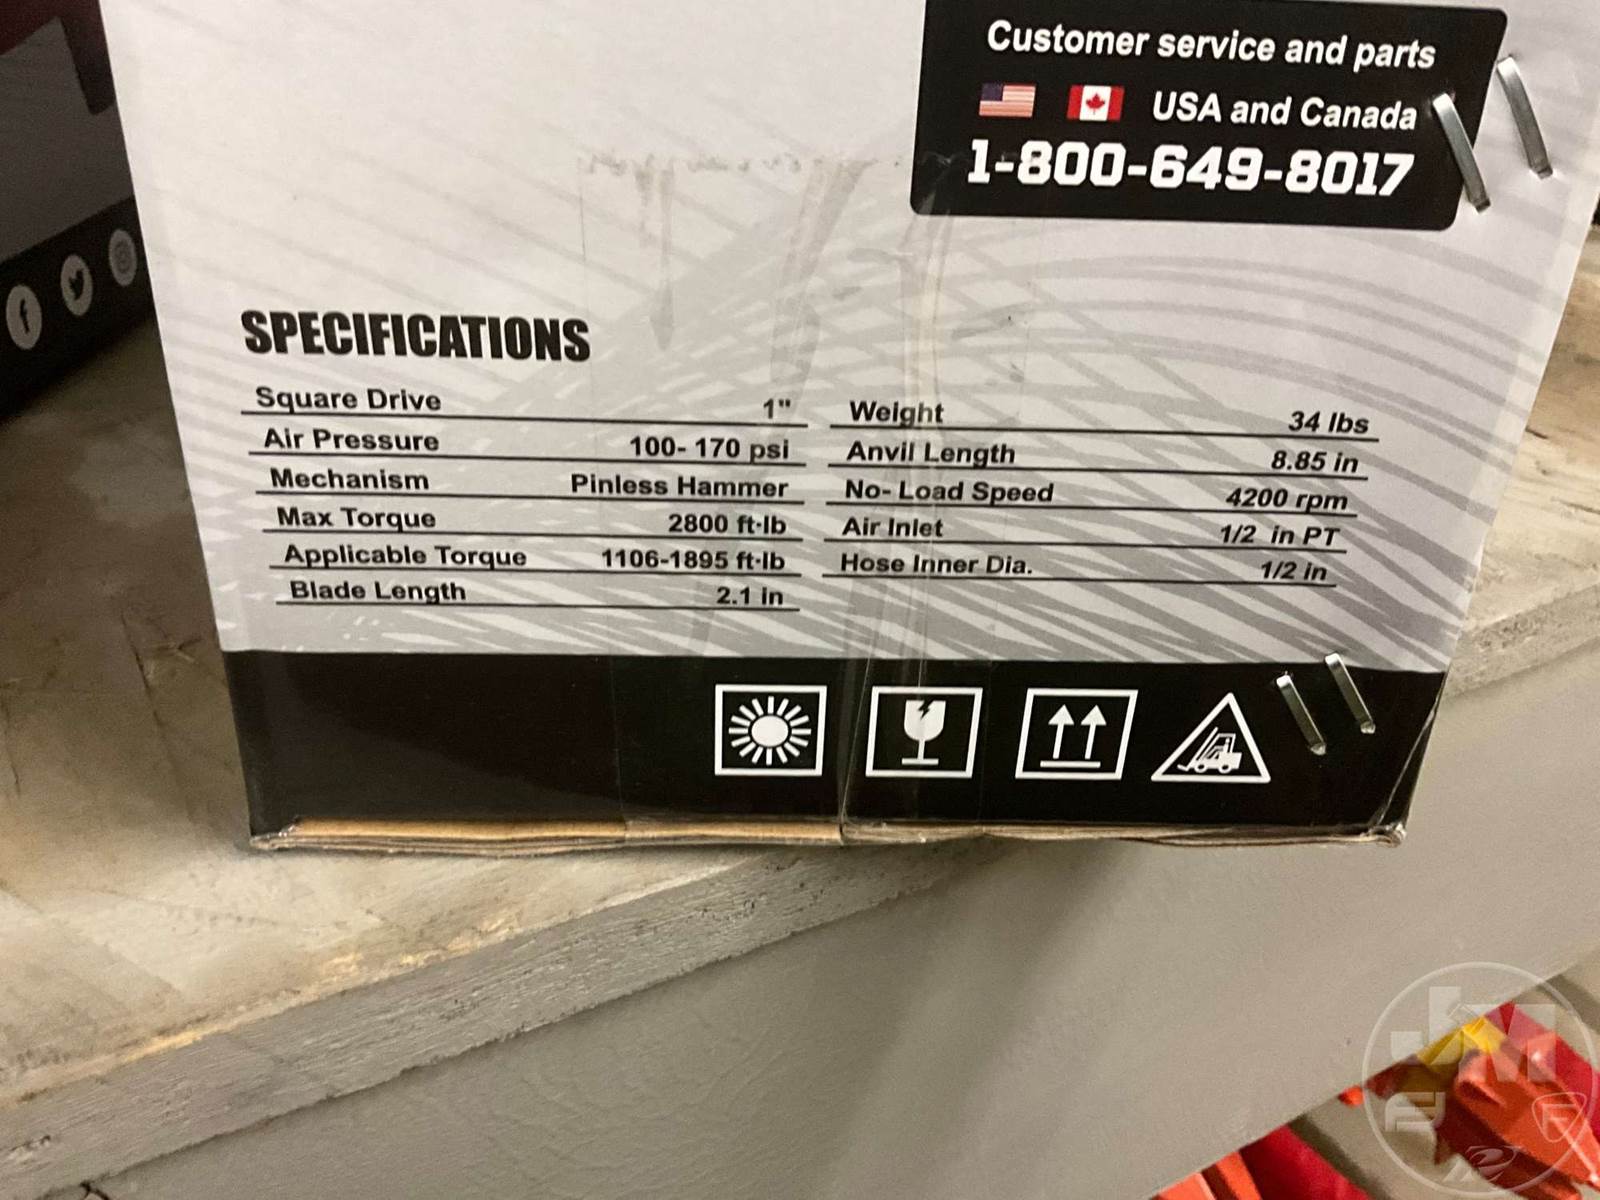 Customer service and parts
USA and Canada
1-800-649-8017
SPECIFICATIONS
Square Drive 1"
Air Pressure 100- 170 psi
Mechanism Pinless Hammer
Max Torque 2800 ft·lb
Applicable Torque 1106-1895 ft·lb
Blade Length 2.1 in
Weight 34 lbs
Anvil Length 8.85 in
No- Load Speed 4200 rpm
Air Inlet 1/2 in PT
Hose Inner Dia. 1/2 in
f
JM